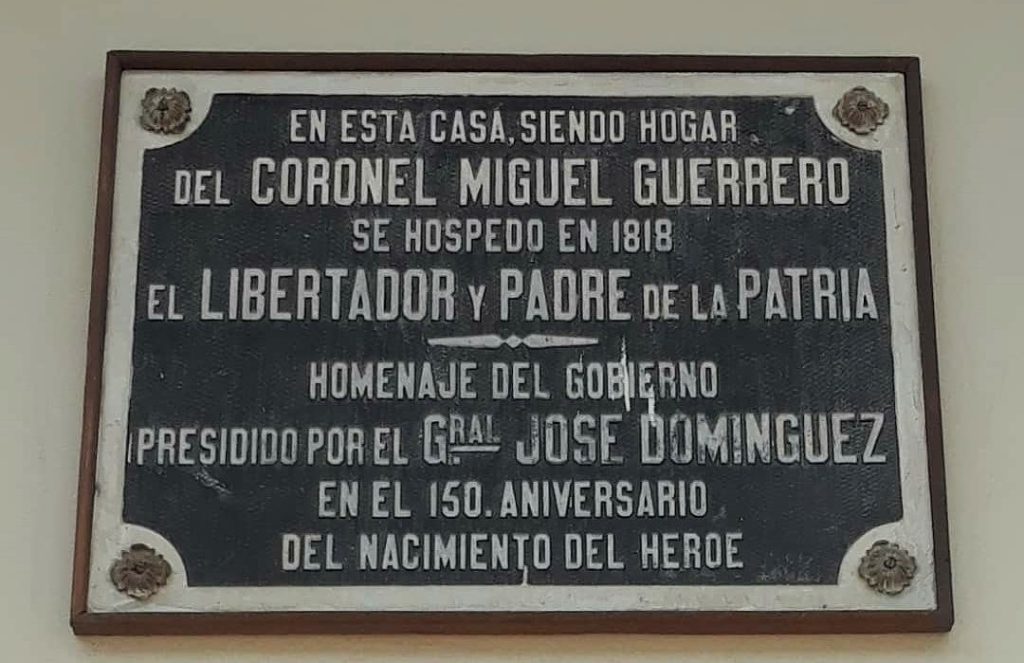 EN ESTA CASA, SIENDO HOGAR
DEL CORONEL MIGUEL GUERRERO
SE HOSPEDO EN 1818
EL LIBERTADOR Y PADRE DE LA PATRIA
HOMENAJE DEL GOBIERNO
PRESIDIDO POR EL GRAL. JOSE DOMINGUEZ
EN EL 150. ANIVERSARIO
DEL NACIMIENTO DEL HEROE